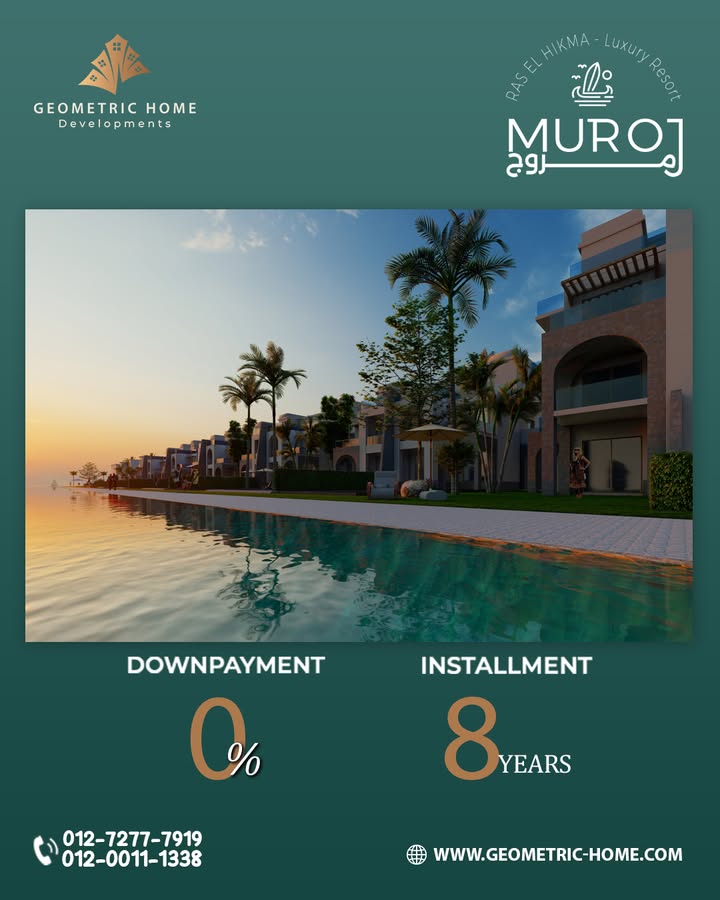 GEOMETRIC HOME
Developments
RAS EL HIKMA - Luxury Resort
MUROJ
مروج
DOWNPAYMENT
0%
INSTALLMENT
8 YEARS
012-7277-7919
012-0011-1338
WWW.GEOMETRIC-HOME.COM